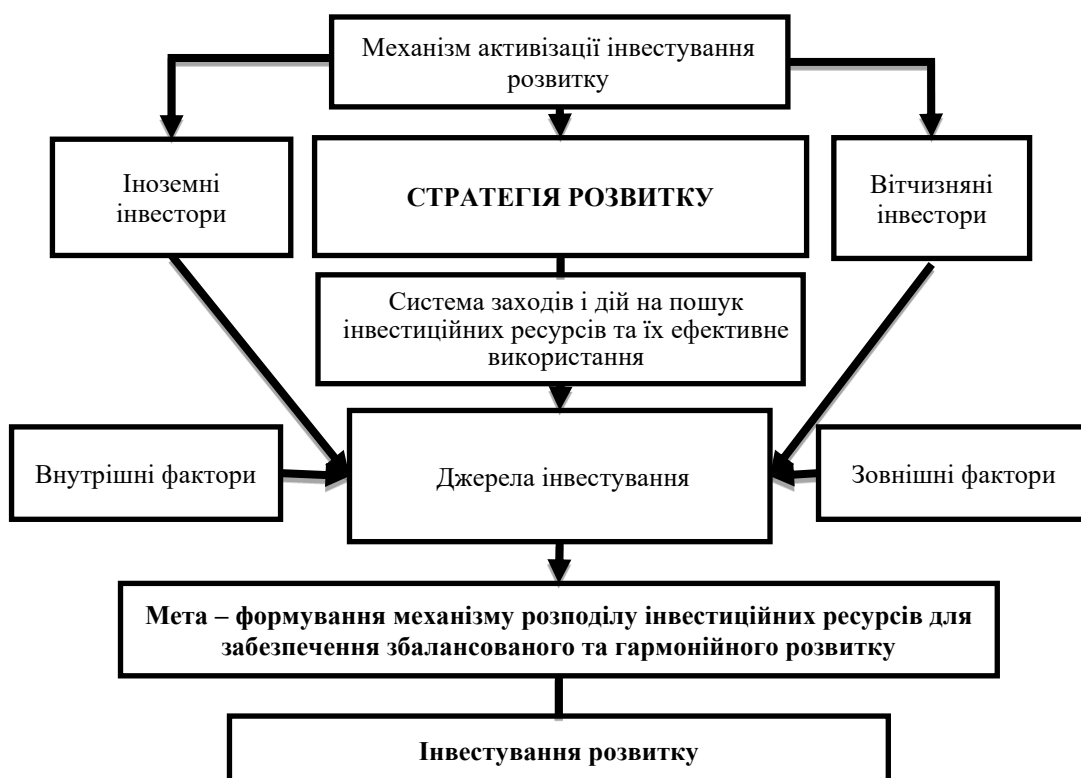 Механізм активізації інвестування
розвитку
Іноземні
інвестори
СТРАТЕГІЯ РОЗВИТКУ
Вітчизняні
інвестори
Система заходів і дій на пошук
інвестиційних ресурсів та їх ефективне
використання
Внутрішні фактори
Джерела інвестування
Зовнішні фактори
Мета – формування механізму розподілу інвестиційних ресурсів для
забезпечення збалансованого та гармонійного розвитку
Інвестування розвитку